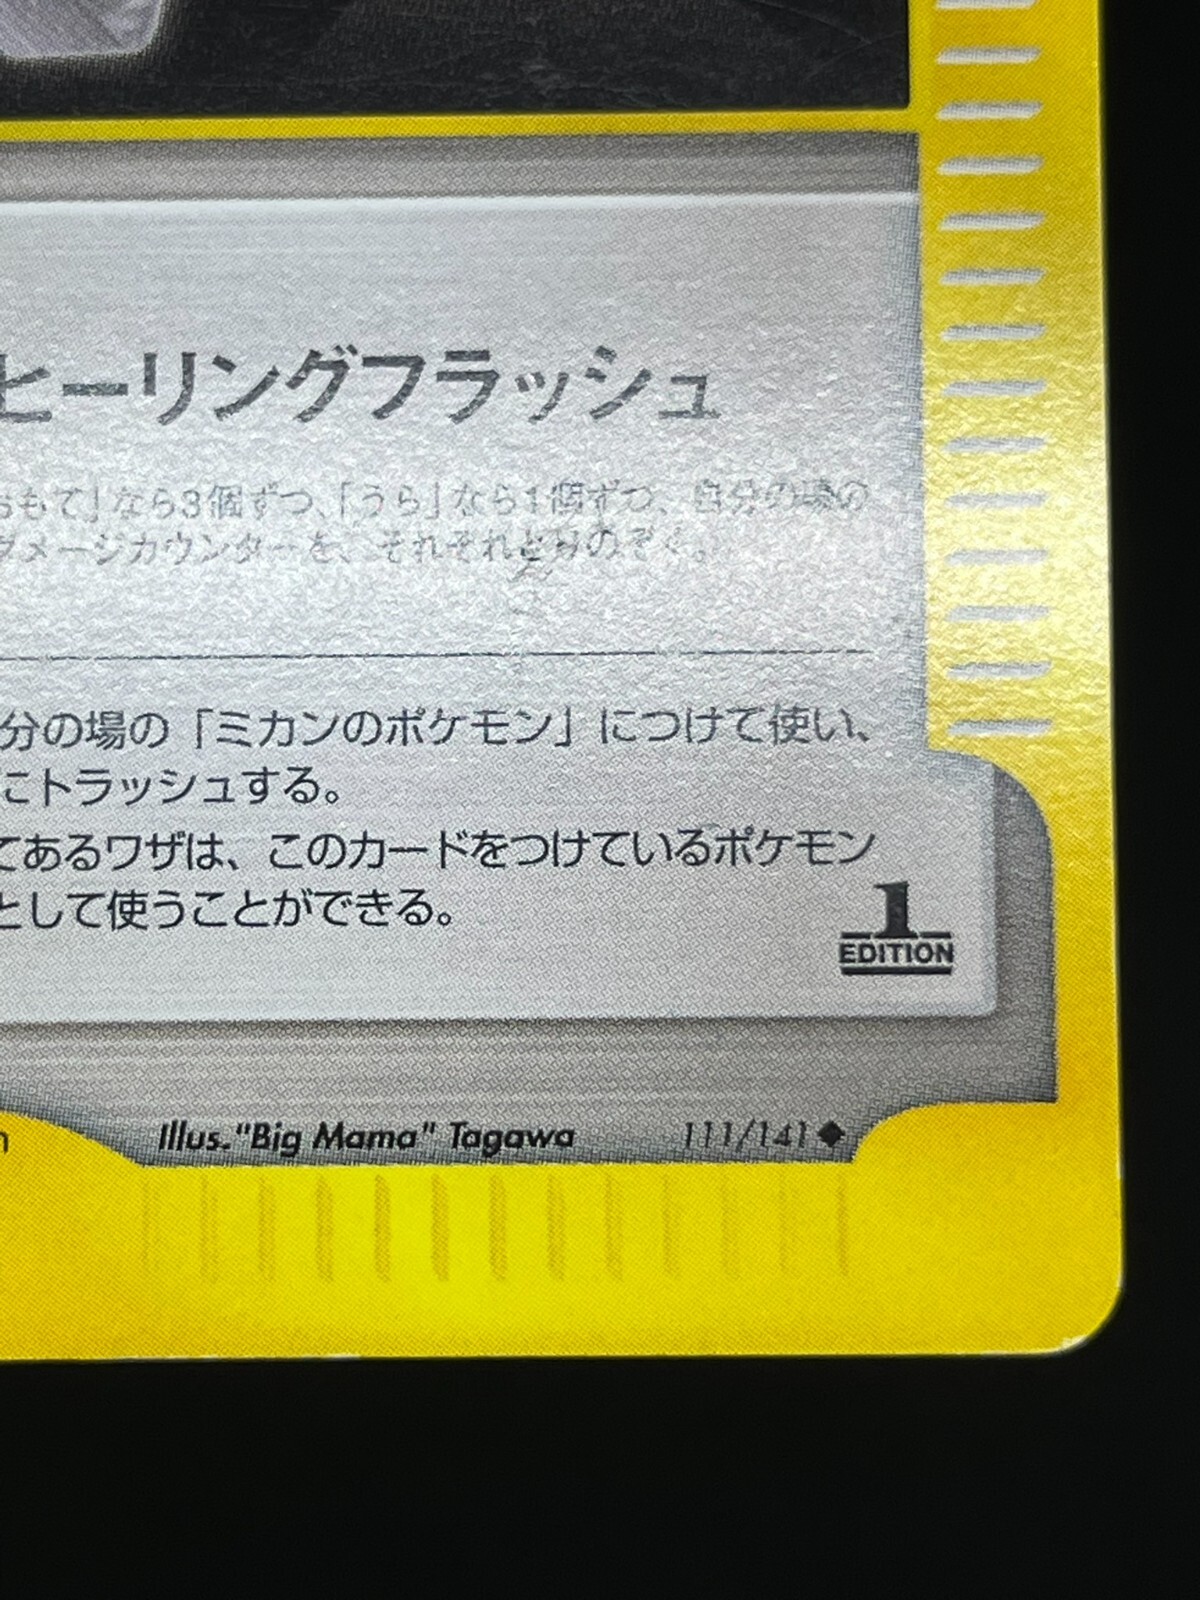 ヒーリングフラッシュ
おもて」なら3個ずつ、「うら」なら1個ずつ、自分の場の
ダメージカウンターを、それぞれとりのぞく。
分の場の「ミカンのポケモン」につけて使い、
にトラッシュする。
てあるワザは、このカードをつけているポケモン
として使うことができる。
1
EDITION
Illus."Big Mama" Tagawa
111/141◆